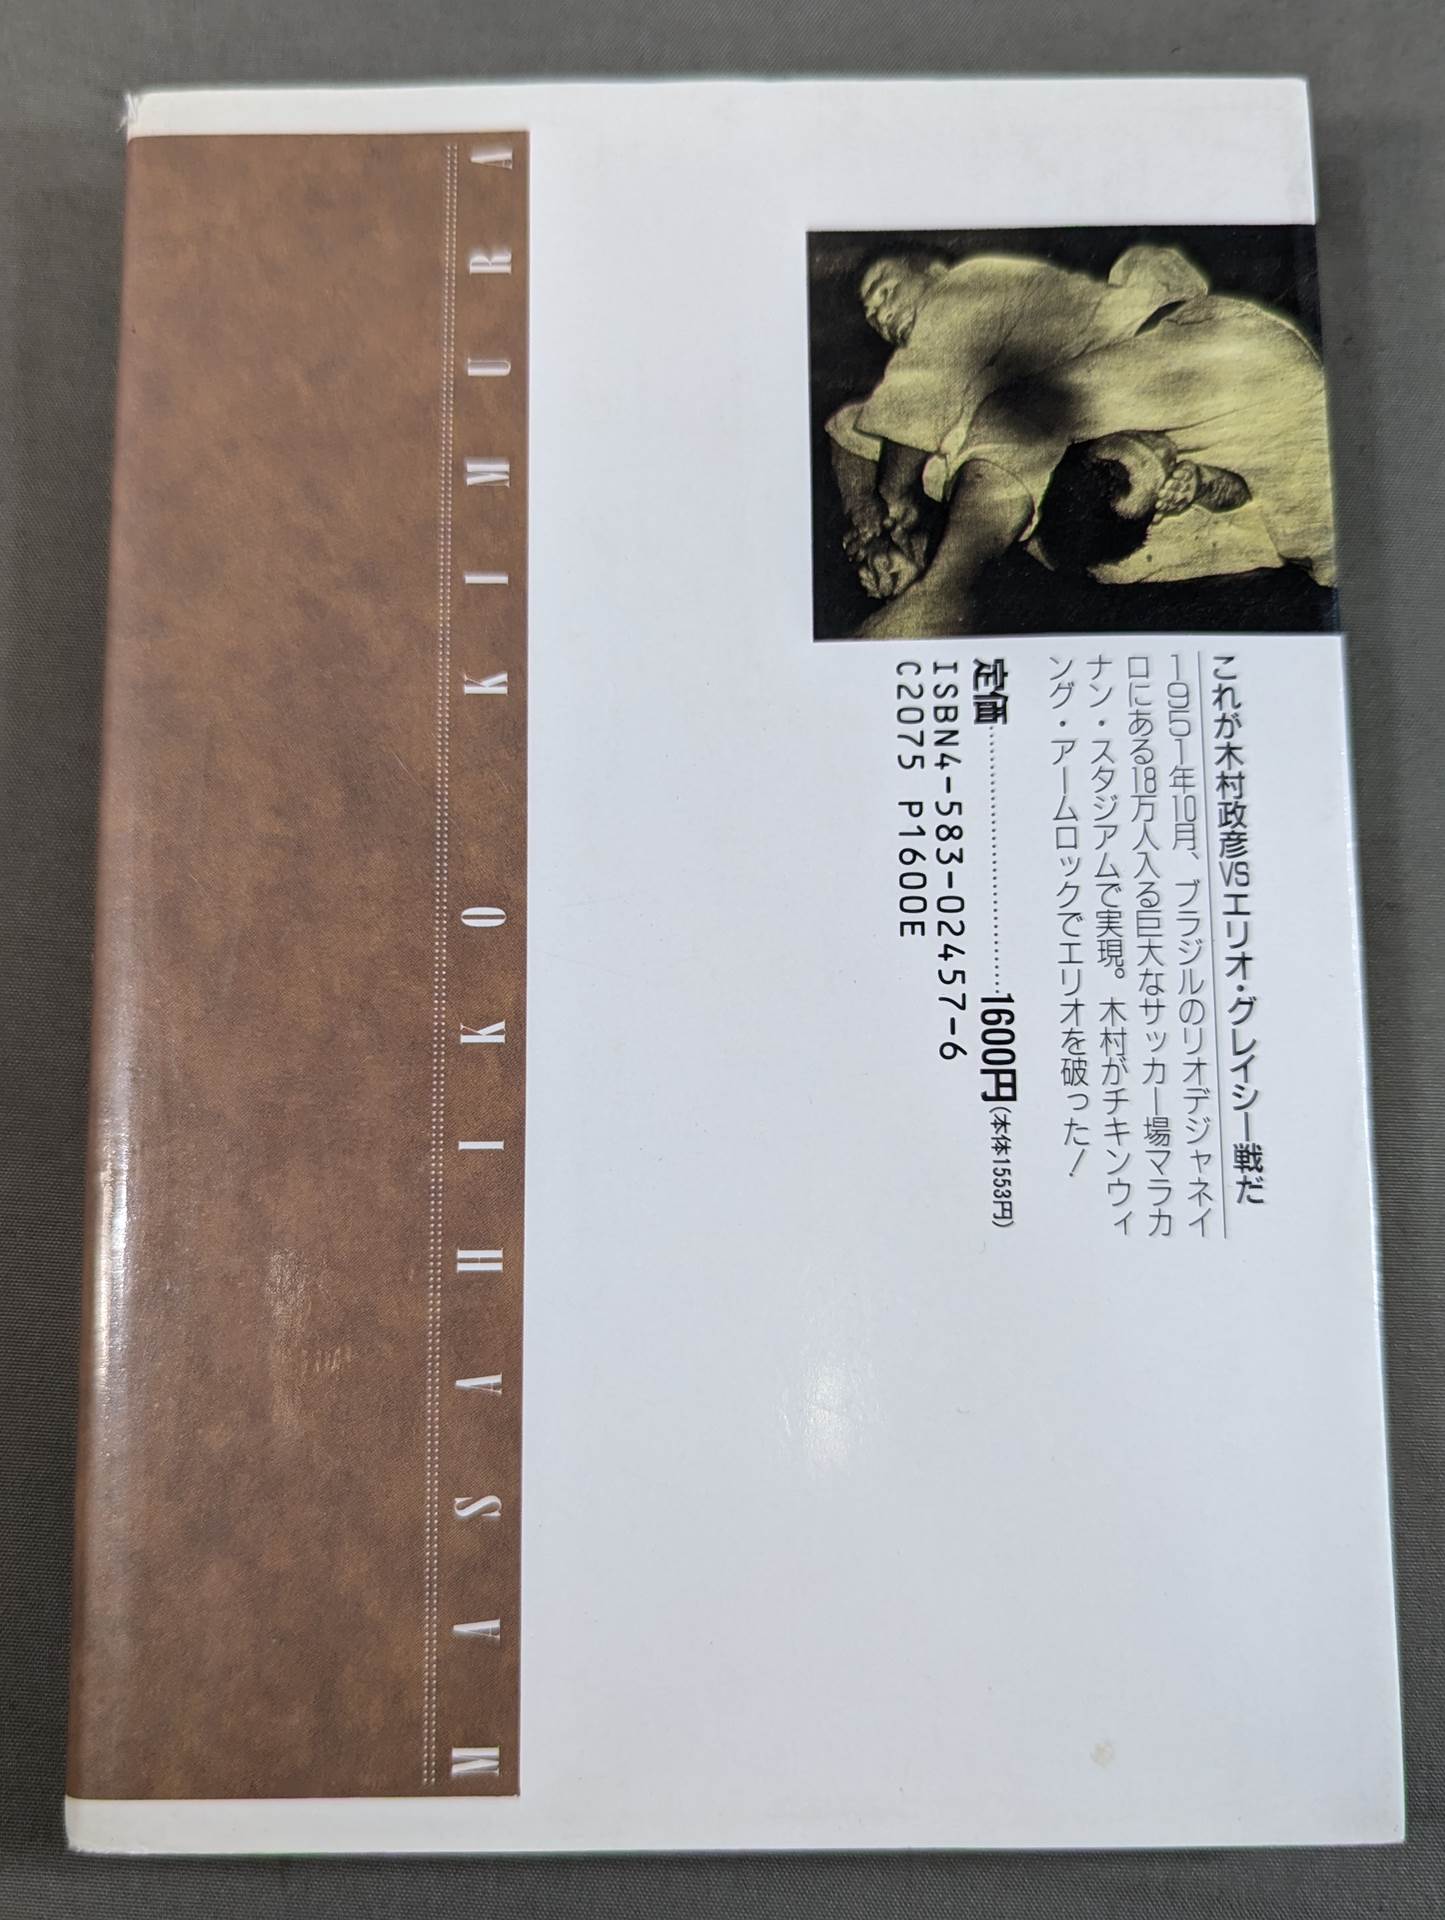 これが木村政彦VSエリオ・グレイシー戦だ
1951年10月、ブラジルのリオデジャネイ
ロにある18万人入る巨大なサッカー場マラカ
ナン・スタジアムで実現。木村がチキンウィ
ング・アームロックでエリオを破った！
定価……………………1600円(本体1553円)
ISBN4-583-02457-6
C2075 P1600E
MASAHIKO KIMURA